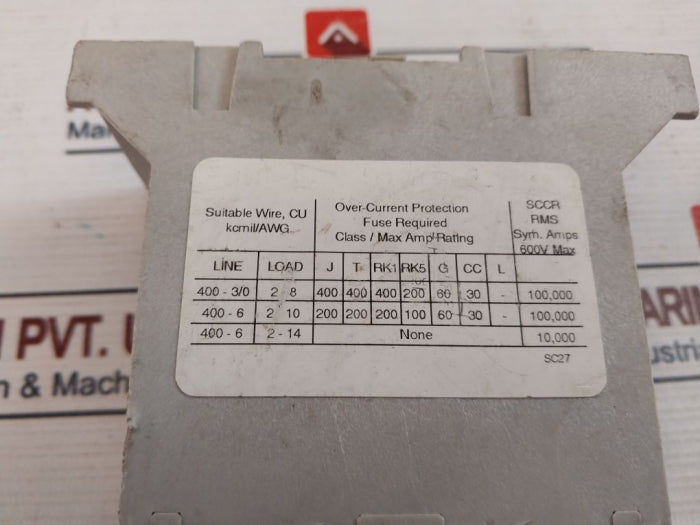 Suitable Wire, CU
kcmil/AWG
Over-Current Protection
Fuse Required
Class / Max Amp Rating
SCCR
RMS
Sym. Amps
600V Max
LINE LOAD J T RK1 RK5 G CC L
400 - 3/0 2 8 400 400 400 200 60 30 - 100,000
400 - 6 2 10 200 200 200 100 60 30 - 100,000
400 - 6 2 - 14 None 10,000
SC27
PVT. U
n & Mach
ARIN
dustria